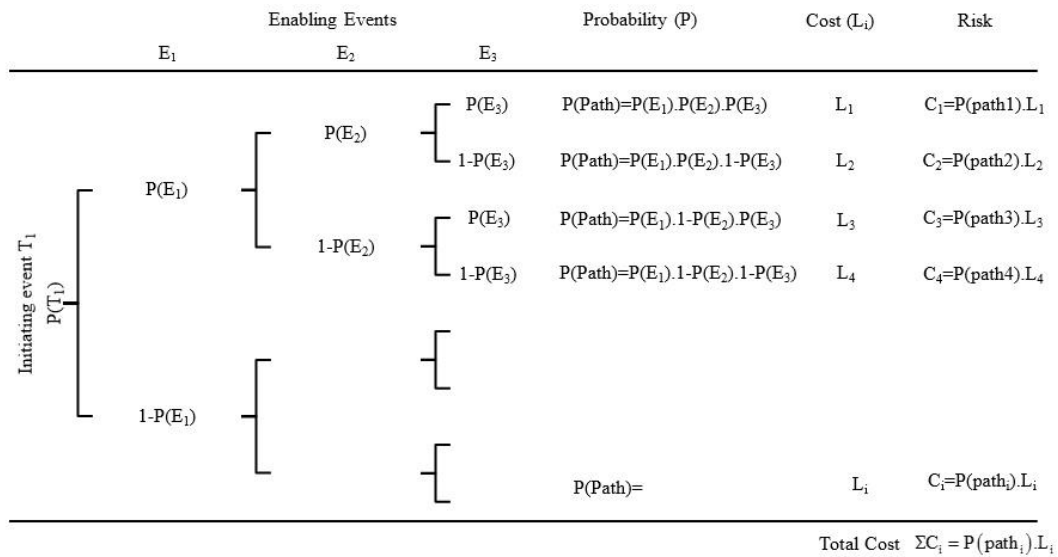 Enabling Events Probability (P) Cost (Lᵢ) Risk
E₁ E₂ E₃
P(E₃) P(Path)=P(E₁).P(E₂).P(E₃) L₁ C₁=P(path1).L₁
P(E₂)
1-P(E₃) P(Path)=P(E₁).P(E₂).1-P(E₃) L₂ C₂=P(path2).L₂
P(E₁)
P(E₃) P(Path)=P(E₁).1-P(E₂).P(E₃) L₃ C₃=P(path3).L₃
1-P(E₂)
1-P(E₃) P(Path)=P(E₁).1-P(E₂).1-P(E₃) L₄ C₄=P(path4).L₄
Initiating event T₁
P(T₁)
1-P(E₁)
P(Path)= Lᵢ Cᵢ=P(pathᵢ).Lᵢ
Total Cost ΣCᵢ = P(pathᵢ).Lᵢ